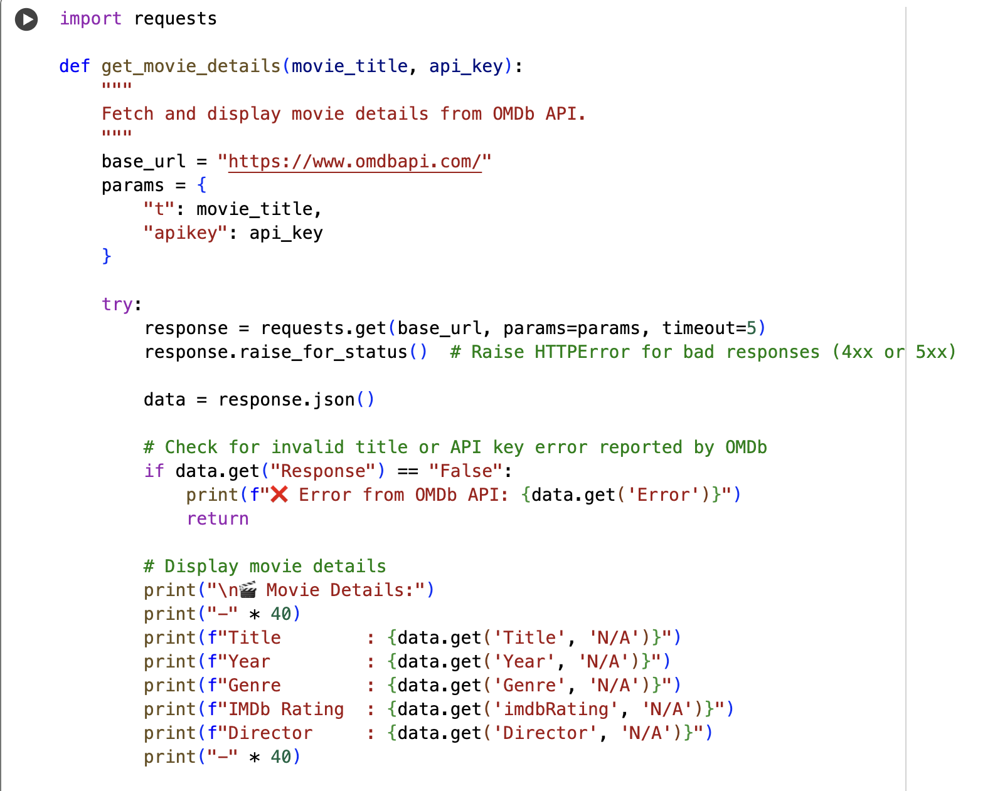 import requests

def get_movie_details(movie_title, api_key):
    """
    Fetch and display movie details from OMDb API.
    """
    base_url = "https://www.omdbapi.com/"
    params = {
        "t": movie_title,
        "apikey": api_key
    }

    try:
        response = requests.get(base_url, params=params, timeout=5)
        response.raise_for_status()  # Raise HTTPError for bad responses (4xx or 5xx)

        data = response.json()

        # Check for invalid title or API key error reported by OMDb
        if data.get("Response") == "False":
            print(f"❌ Error from OMDb API: {data.get('Error')}")
            return

        # Display movie details
        print("\n🎬 Movie Details:")
        print("-" * 40)
        print(f"Title        : {data.get('Title', 'N/A')}")
        print(f"Year         : {data.get('Year', 'N/A')}")
        print(f"Genre        : {data.get('Genre', 'N/A')}")
        print(f"IMDb Rating  : {data.get('imdbRating', 'N/A')}")
        print(f"Director     : {data.get('Director', 'N/A')}")
        print("-" * 40)